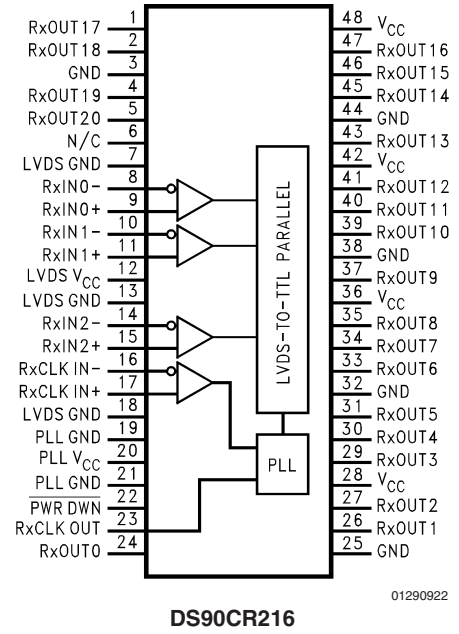 RxOUT17 1
RxOUT18 2
GND 3
RxOUT19 4
RxOUT20 5
N/C 6
LVDS GND 7
RxIN0- 8
RxIN0+ 9
RxIN1- 10
RxIN1+ 11
LVDS VCC 12
LVDS GND 13
RxIN2- 14
RxIN2+ 15
RxCLK IN- 16
RxCLK IN+ 17
LVDS GND 18
PLL GND 19
PLL VCC 20
PLL GND 21
PWR DWN 22
RxCLK OUT 23
RxOUT0 24
LVDS-TO-TTL PARALLEL
PLL
48 VCC
47 RxOUT16
46 RxOUT15
45 RxOUT14
44 GND
43 RxOUT13
42 VCC
41 RxOUT12
40 RxOUT11
39 RxOUT10
38 GND
37 RxOUT9
36 VCC
35 RxOUT8
34 RxOUT7
33 RxOUT6
32 GND
31 RxOUT5
30 RxOUT4
29 RxOUT3
28 VCC
27 RxOUT2
26 RxOUT1
25 GND
01290922
DS90CR216